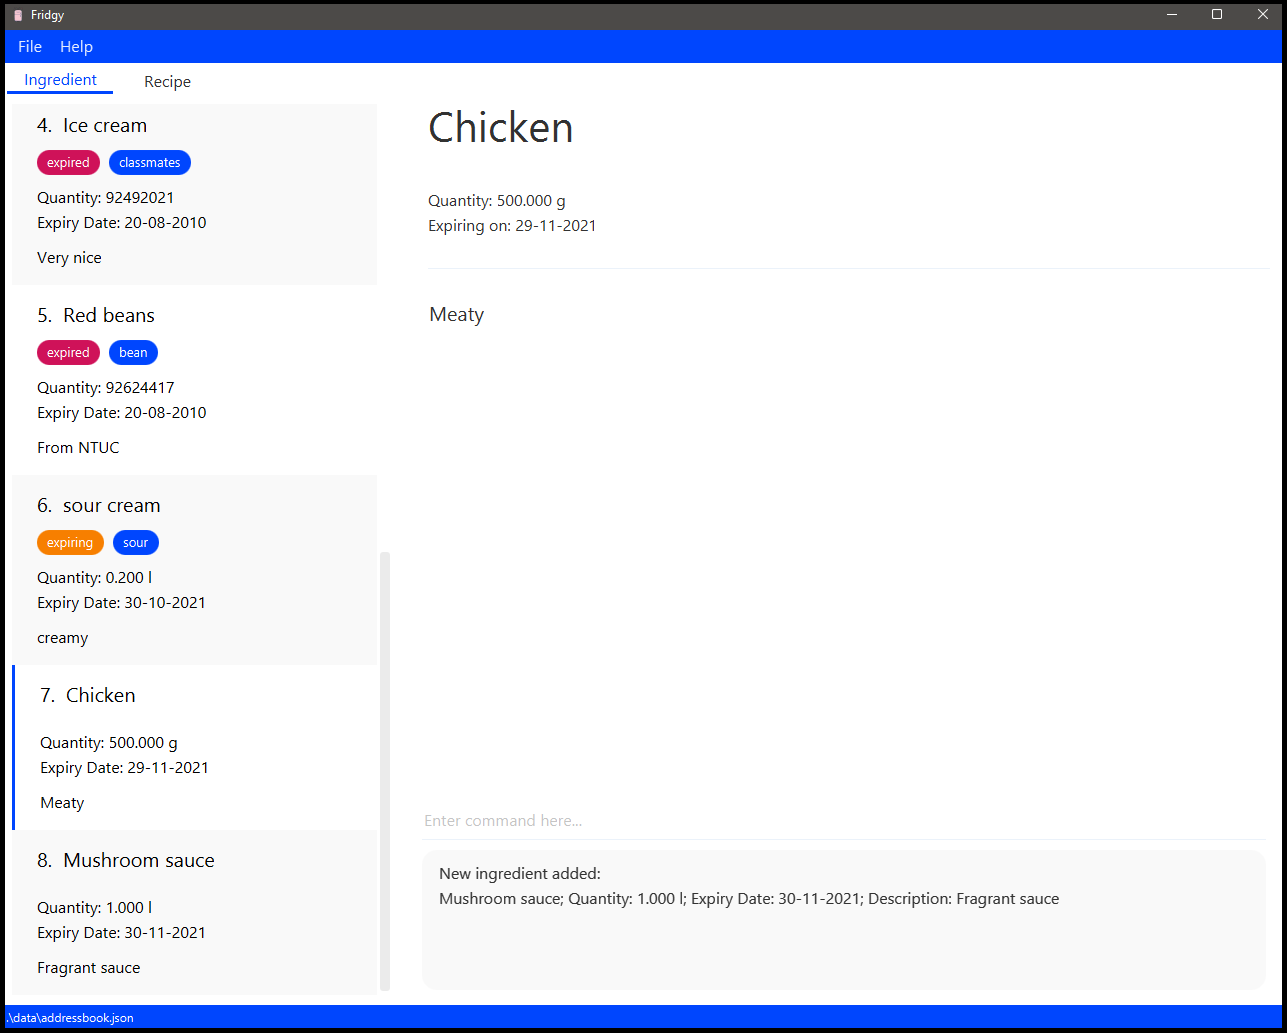 Fridgy
File Help
Ingredient Recipe
4. Ice cream
expired classmates
Quantity: 92492021
Expiry Date: 20-08-2010
Very nice
5. Red beans
expired bean
Quantity: 92624417
Expiry Date: 20-08-2010
From NTUC
6. sour cream
expiring sour
Quantity: 0.200 l
Expiry Date: 30-10-2021
creamy
7. Chicken
Quantity: 500.000 g
Expiry Date: 29-11-2021
Meaty
8. Mushroom sauce
Quantity: 1.000 l
Expiry Date: 30-11-2021
Fragrant sauce
Chicken
Quantity: 500.000 g
Expiring on: 29-11-2021
Meaty
Enter command here...
New ingredient added:
Mushroom sauce; Quantity: 1.000 l; Expiry Date: 30-11-2021; Description: Fragrant sauce
.\data\addressbook.json